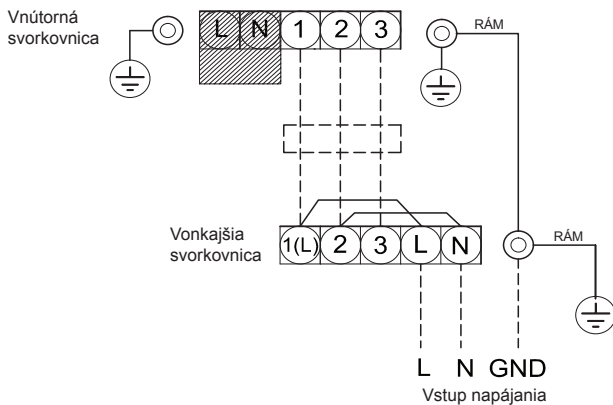 Vnútorná
svorkovnica
L N 1 2 3
RÁM
Vonkajšia
svorkovnica
1(L) 2 3 L N
RÁM
L N GND
Vstup napájania